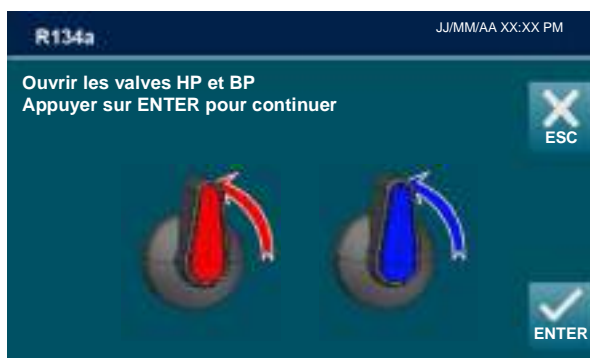 R134a
JJ/MM/AA XX:XX PM
Ouvrir les valves HP et BP
Appuyer sur ENTER pour continuer
ESC
ENTER